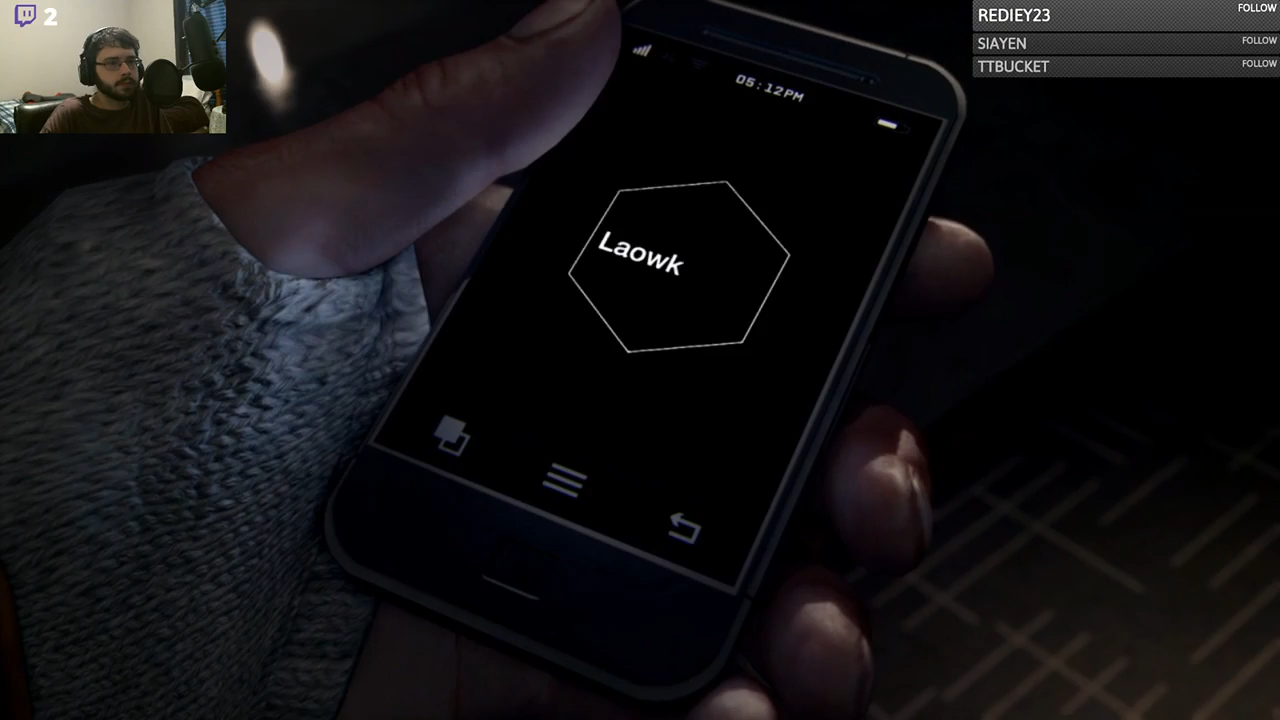 2
REDIEY23 FOLLOW
SIAYEN FOLLOW
TTBUCKET FOLLOW
05:12PM
Laowk